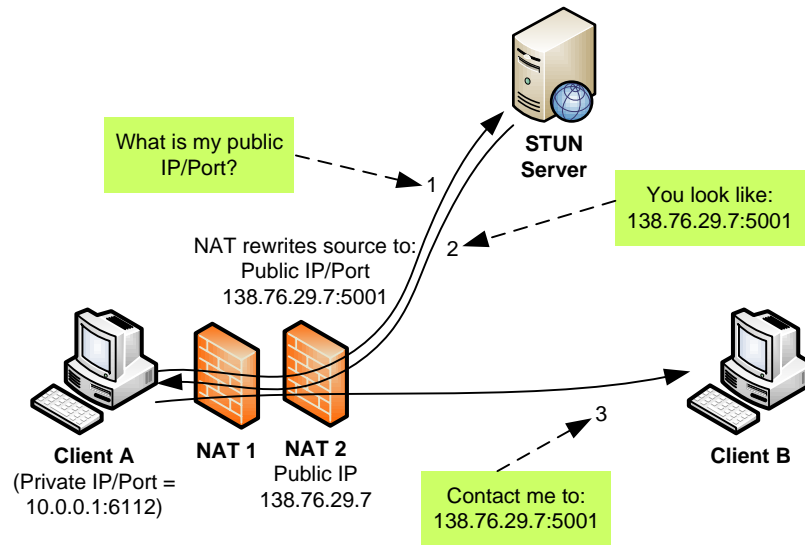 What is my public
IP/Port?
1
STUN
Server
You look like:
138.76.29.7:5001
2
NAT rewrites source to:
Public IP/Port
138.76.29.7:5001
Client A
(Private IP/Port =
10.0.0.1:6112)
NAT 1
NAT 2
Public IP
138.76.29.7
3
Client B
Contact me to:
138.76.29.7:5001